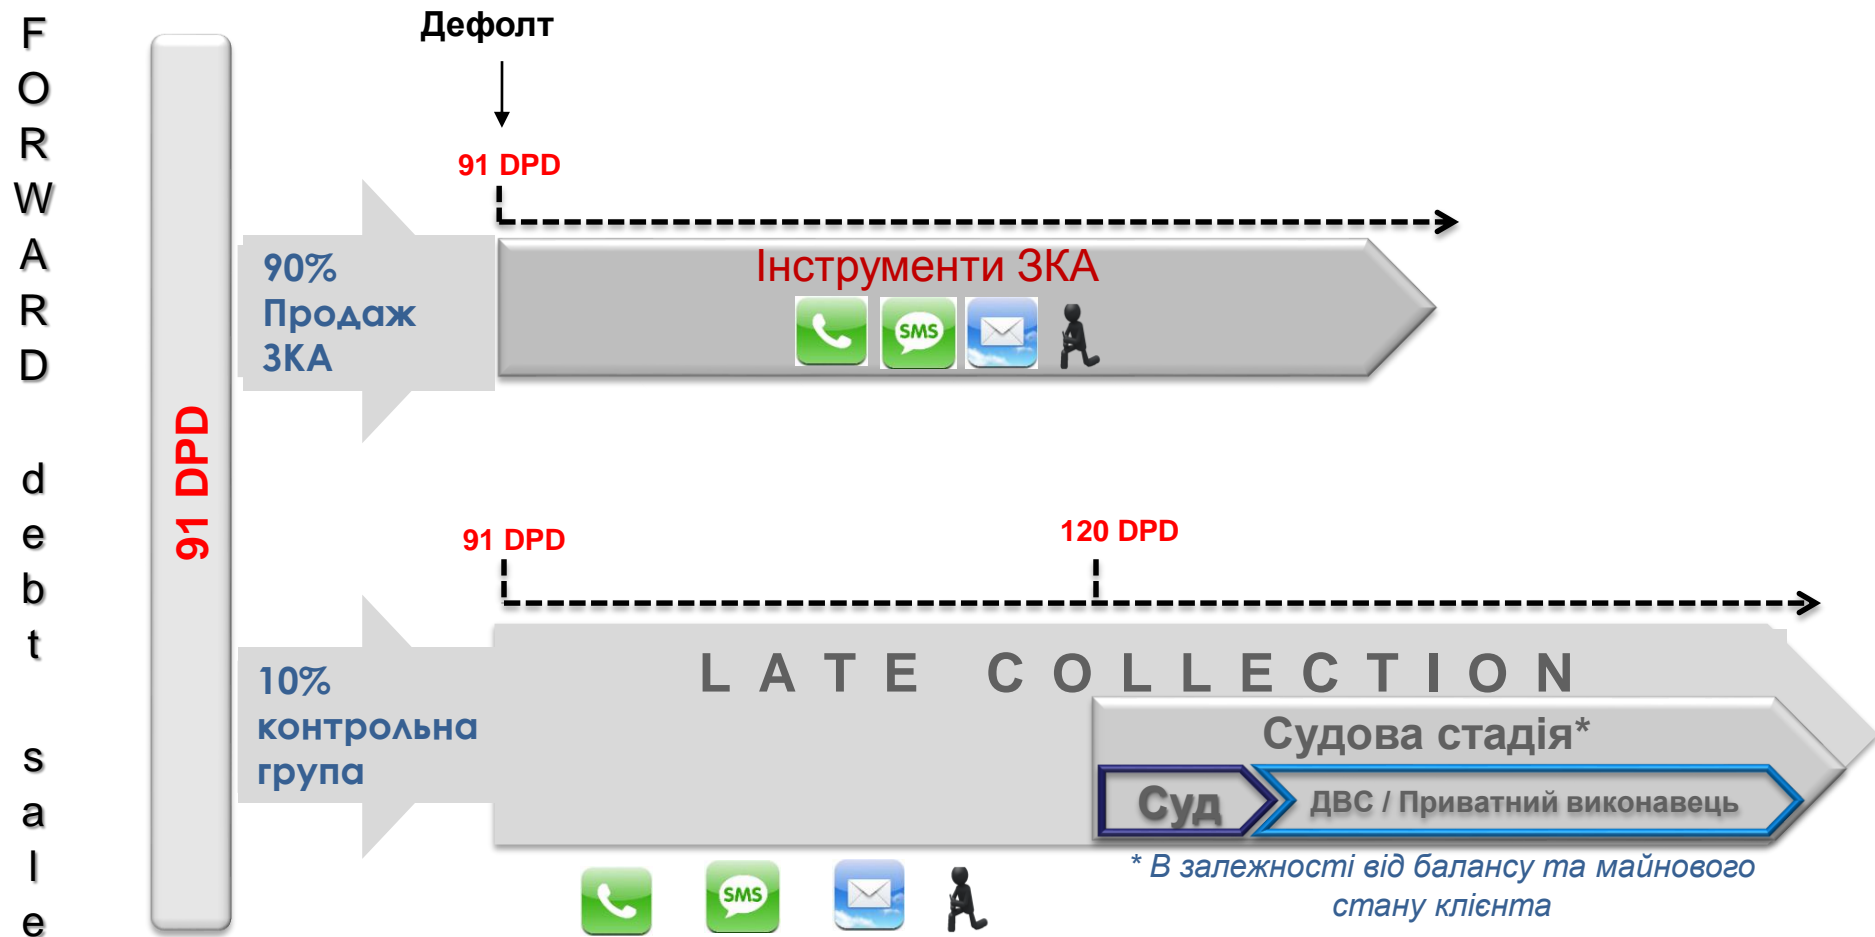 FORWARD debt sale
91 DPD
Дефолт
91 DPD
90%
Продаж
ЗКА
Інструменти ЗКА
SMS
91 DPD
120 DPD
10%
контрольна
група
LATE COLLECTION
Судова стадія*
Суд
ДВС / Приватний виконавець
* В залежності від балансу та майнового
стану клієнта
SMS